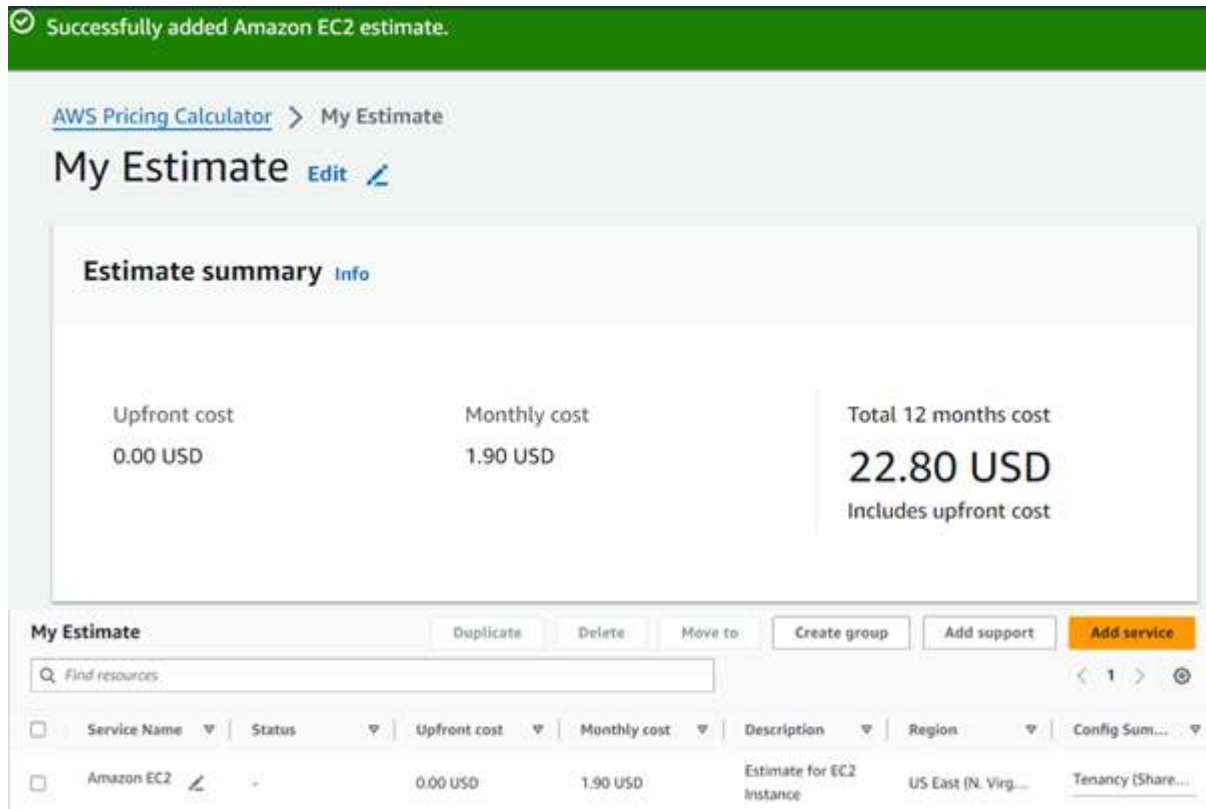 Successfully added Amazon EC2 estimate.
AWS Pricing Calculator > My Estimate
My Estimate Edit
Estimate summary Info
Upfront cost Monthly cost Total 12 months cost
0.00 USD 1.90 USD 22.80 USD
Includes upfront cost
My Estimate Duplicate Delete Move to Create group Add support Add service
Find resources < 1 >
Service Name Status Upfront cost Monthly cost Description Region Config Sum...
Amazon EC2 - 0.00 USD 1.90 USD Estimate for EC2 Instance US East (N. Virg... Tenancy (Share...